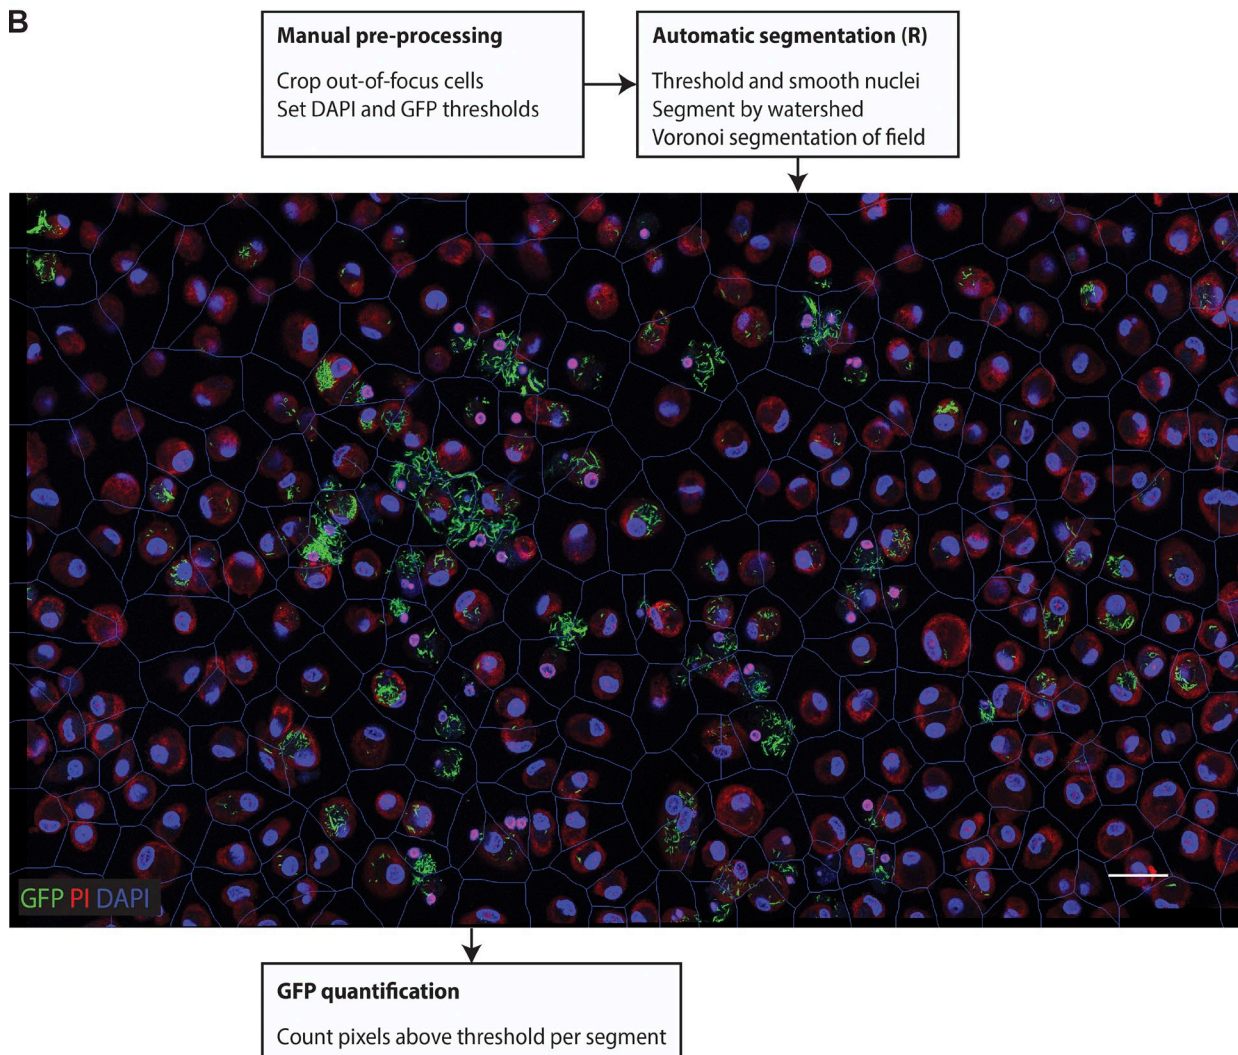 B
Manual pre-processing
Crop out-of-focus cells
Set DAPI and GFP thresholds
Automatic segmentation (R)
Threshold and smooth nuclei
Segment by watershed
Voronoi segmentation of field
GFP PI DAPI
GFP quantification
Count pixels above threshold per segment